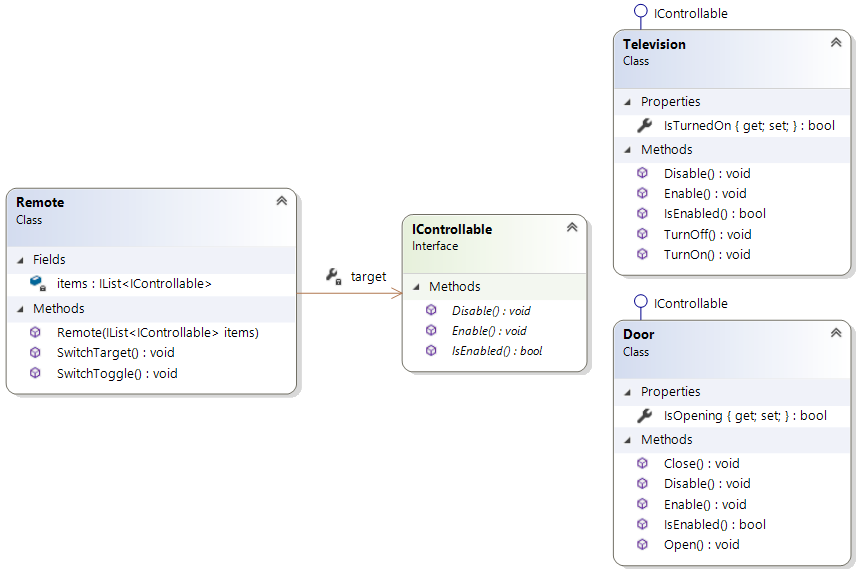 Remote
Class
Fields
items : IList<IControllable>
Methods
Remote(IList<IControllable> items)
SwitchTarget() : void
SwitchToggle() : void
target
IControllable
Interface
Methods
Disable() : void
Enable() : void
IsEnabled() : bool
IControllable
Television
Class
Properties
IsTurnedOn { get; set; } : bool
Methods
Disable() : void
Enable() : void
IsEnabled() : bool
TurnOff() : void
TurnOn() : void
IControllable
Door
Class
Properties
IsOpening { get; set; } : bool
Methods
Close() : void
Disable() : void
Enable() : void
IsEnabled() : bool
Open() : void